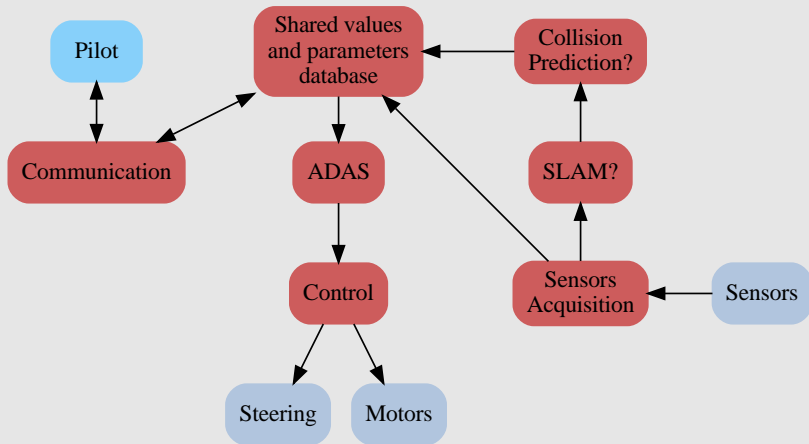 Pilot
Shared values
and parameters
database
Collision
Prediction?
Communication
ADAS
SLAM?
Control
Sensors
Acquisition
Sensors
Steering
Motors